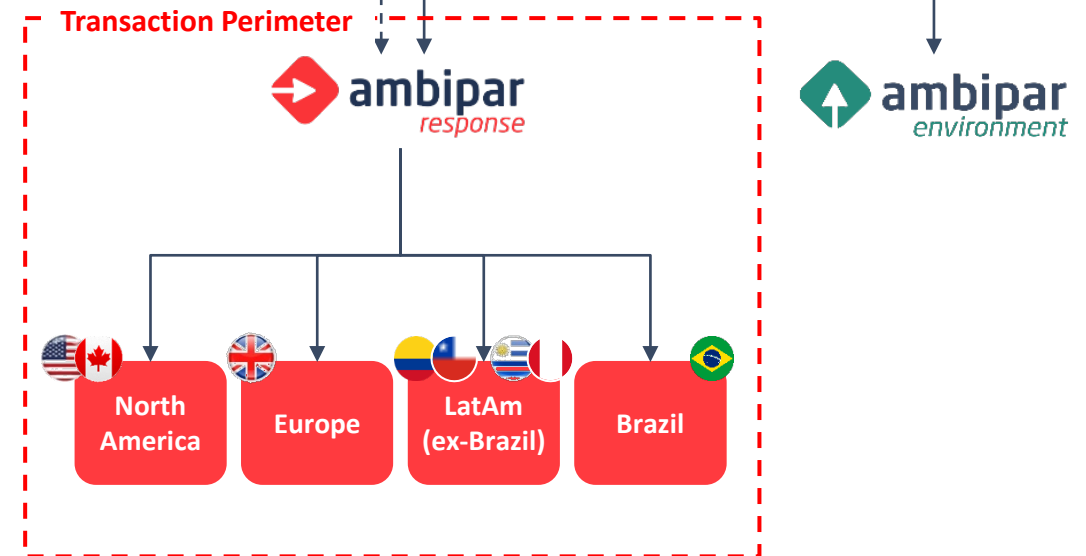 Transaction Perimeter
ambipar
response
ambipar
environment
North
America
Europe
LatAm
(ex-Brazil)
Brazil